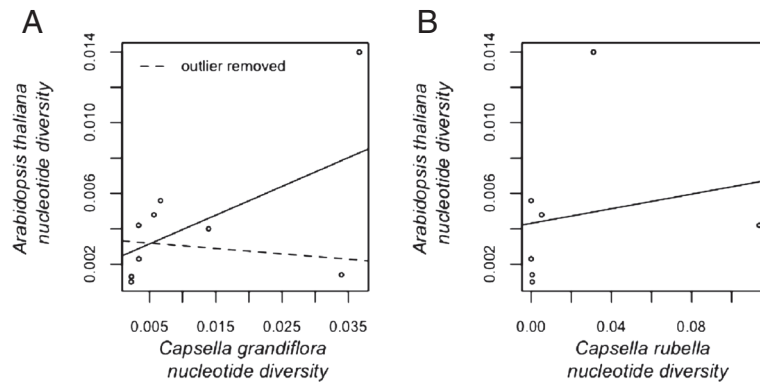 A
B
Arabidopsis thaliana
nucleotide diversity
0.002 0.006 0.010 0.014
outlier removed
0.005 0.015 0.025 0.035
Capsella grandiflora
nucleotide diversity
Arabidopsis thaliana
nucleotide diversity
0.002 0.006 0.010 0.014
0.00 0.04 0.08
Capsella rubella
nucleotide diversity